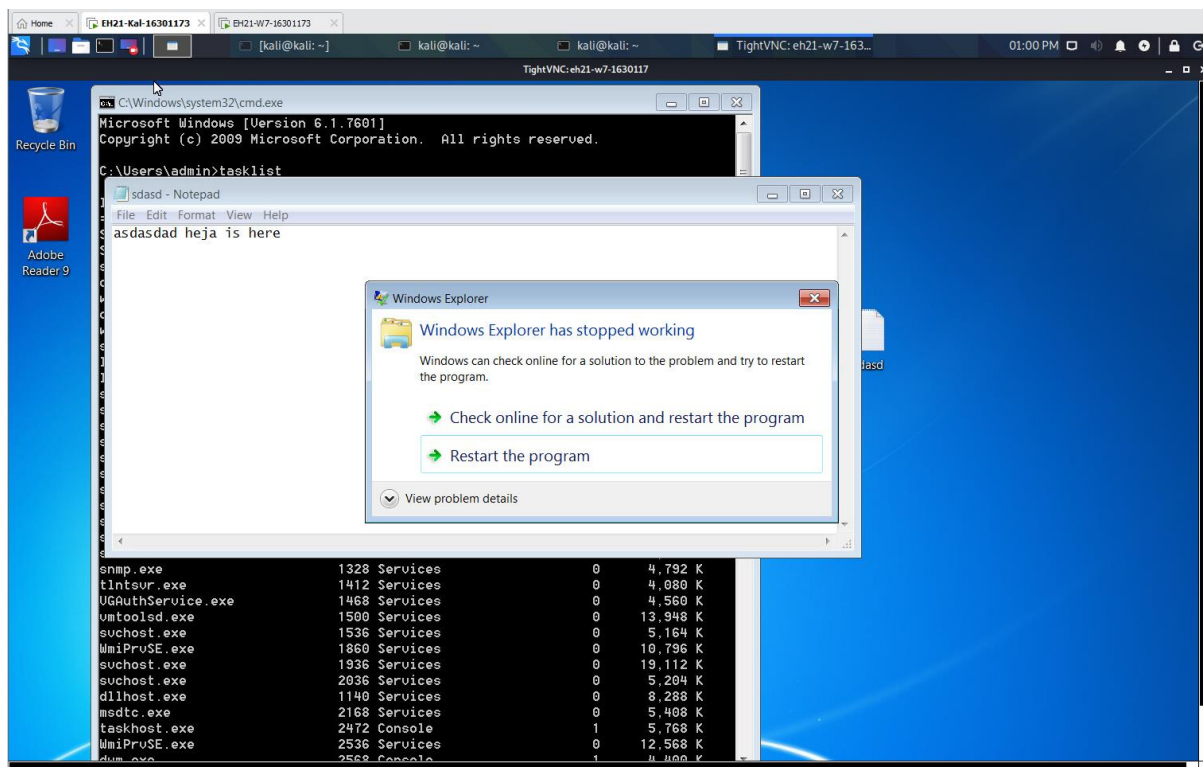 Home
EH21-Kal-16301173
EH21-W7-16301173
[kali@kali: ~]
kali@kali: ~
kali@kali: ~
TightVNC: eh21-w7-163...
01:00 PM
TightVNC: eh21-w7-1630117
Recycle Bin
Adobe
Reader 9
C:\Windows\system32\cmd.exe
Microsoft Windows [Version 6.1.7601]
Copyright (c) 2009 Microsoft Corporation. All rights reserved.
C:\Users\admin>tasklist
sdasd - Notepad
File Edit Format View Help
asdasdad heja is here
Windows Explorer
Windows Explorer has stopped working
Windows can check online for a solution to the problem and try to restart
the program.
Check online for a solution and restart the program
Restart the program
View problem details
snmp.exe 1328 Services 0 4,792 K
tlntsvr.exe 1412 Services 0 4,080 K
VGAuthService.exe 1468 Services 0 4,560 K
vmtoolsd.exe 1500 Services 0 13,948 K
svchost.exe 1536 Services 0 5,164 K
WmiPrvSE.exe 1860 Services 0 10,796 K
svchost.exe 1936 Services 0 19,112 K
svchost.exe 2036 Services 0 5,204 K
dllhost.exe 1140 Services 0 8,288 K
msdtc.exe 2168 Services 0 5,408 K
taskhost.exe 2472 Console 1 5,768 K
WmiPrvSE.exe 2536 Services 0 12,568 K
dwm.exe 2568 Console 1 4,400 K